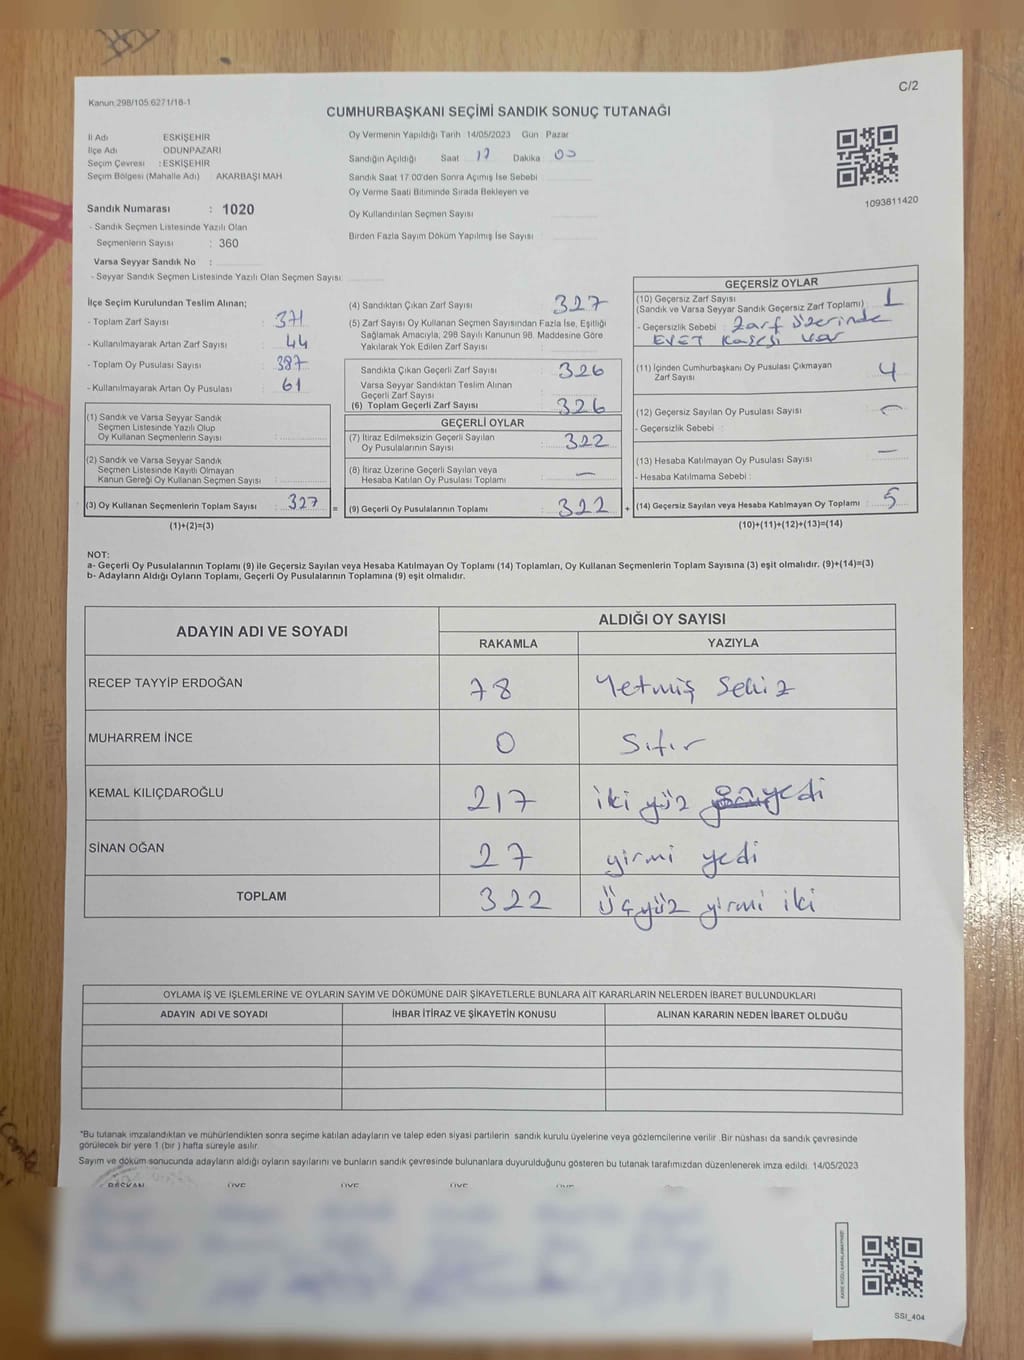 C/2
Kanun:298/105.6271/18-1
CUMHURBAŞKANI SEÇİMİ SANDIK SONUÇ TUTANAĞI
İl Adı ESKİŞEHİR
İlçe Adı ODUNPAZARI
Seçim Çevresi : ESKİŞEHİR
Seçim Bölgesi (Mahalle Adı) : AKARBAŞI MAH
Oy Vermenin Yapıldığı Tarih 14/05/2023 Gün : Pazar
Sandığın Açıldığı Saat 17 Dakika 00
Sandık Saat 17:00'den Sonra Açımış İse Sebebi
Oy Verme Saati Bitiminde Sırada Bekleyen ve
Oy Kullandırılan Seçmen Sayısı
Birden Fazla Sayım Döküm Yapılmış İse Sayısı
1093811420
Sandık Numarası : 1020
- Sandık Seçmen Listesinde Yazılı Olan
Seçmenlerin Sayısı : 360
Varsa Seyyar Sandık No :
- Seyyar Sandık Seçmen Listesinde Yazılı Olan Seçmen Sayısı:
İlçe Seçim Kurulundan Teslim Alınan;
- Toplam Zarf Sayısı : 371
- Kullanılmayarak Artan Zarf Sayısı : 44
- Toplam Oy Pusulası Sayısı : 387
- Kullanılmayarak Artan Oy Pusulası : 61
(1) Sandık ve Varsa Seyyar Sandık
Seçmen Listesinde Yazılı Olup
Oy Kullanan Seçmenlerin Sayısı :
(2) Sandık ve Varsa Seyyar Sandık
Seçmen Listesinde Kayıtlı Olmayan
Kanun Gereği Oy Kullanan Seçmen Sayısı :
(3) Oy Kullanan Seçmenlerin Toplam Sayısı : 327 =
(1)+(2)=(3)
(4) Sandıktan Çıkan Zarf Sayısı : 327
(5) Zarf Sayısı Oy Kullanan Seçmen Sayısından Fazla İse, Eşitliği
Sağlamak Amacıyla, 298 Sayılı Kanunun 98. Maddesine Göre
Yakılarak Yok Edilen Zarf Sayısı
Sandıkta Çıkan Geçerli Zarf Sayısı : 326
Varsa Seyyar Sandıktan Teslim Alınan
Geçerli Zarf Sayısı
(6) Toplam Geçerli Zarf Sayısı : 326
GEÇERLİ OYLAR
(7) İtiraz Edilmeksizin Geçerli Sayılan
Oy Pusulalarının Sayısı : 322
(8) İtiraz Üzerine Geçerli Sayılan veya
Hesaba Katılan Oy Pusulası Toplamı : —
(9) Geçerli Oy Pusulalarının Toplamı : 322 +
GEÇERSİZ OYLAR
(10) Geçersiz Zarf Sayısı
(Sandık ve Varsa Seyyar Sandık Geçersiz Zarf Toplamı) : 1
- Geçersizlik Sebebi : Zarf üzerinde
EVET kaşesi var
(11) İçinden Cumhurbaşkanı Oy Pusulası Çıkmayan
Zarf Sayısı : 4
(12) Geçersiz Sayılan Oy Pusulası Sayısı : —
- Geçersizlik Sebebi :
(13) Hesaba Katılmayan Oy Pusulası Sayısı : —
- Hesaba Katılmama Sebebi :
(14) Geçersiz Sayılan veya Hesaba Katılmayan Oy Toplamı : 5
(10)+(11)+(12)+(13)=(14)
NOT:
a- Geçerli Oy Pusulalarının Toplamı (9) ile Geçersiz Sayılan veya Hesaba Katılmayan Oy Toplamı (14) Toplamları, Oy Kullanan Seçmenlerin Toplam Sayısına (3) eşit olmalıdır. (9)+(14)=(3)
b- Adayların Aldığı Oyların Toplamı, Geçerli Oy Pusulalarının Toplamına (9) eşit olmalıdır.
ADAYIN ADI VE SOYADI ALDIĞI OY SAYISI
RAKAMLA YAZIYLA
RECEP TAYYİP ERDOĞAN 78 Yetmiş Sekiz
MUHARREM İNCE 0 Sıfır
KEMAL KILIÇDAROĞLU 217 iki yüz yedi
SİNAN OĞAN 27 yirmi yedi
TOPLAM 322 Üçyüz yirmi iki
OYLAMA İŞ VE İŞLEMLERİNE VE OYLARIN SAYIM VE DÖKÜMÜNE DAİR ŞİKAYETLERLE BUNLARA AİT KARARLARIN NELERDEN İBARET BULUNDUKLARI
ADAYIN ADI VE SOYADI İHBAR İTİRAZ VE ŞİKAYETİN KONUSU ALINAN KARARIN NEDEN İBARET OLDUĞU
*Bu tutanak imzalandıktan ve mühürlendikten sonra seçime katılan adayların ve talep eden siyasi partilerin sandık kurulu üyelerine veya gözlemcilerine verilir .Bir nüshası da sandık çevresinde
görülecek bir yere 1 (bir ) hafta süreyle asılır.
Sayım ve döküm sonucunda adayların aldığı oyların sayılarını ve bunların sandık çevresinde bulunanlara duyurulduğunu gösteren bu tutanak tarafımızdan düzenlenerek imza edildi. 14/05/2023
BAŞKAN ÜYE ÜYE ÜYE ÜYE
SSI_404